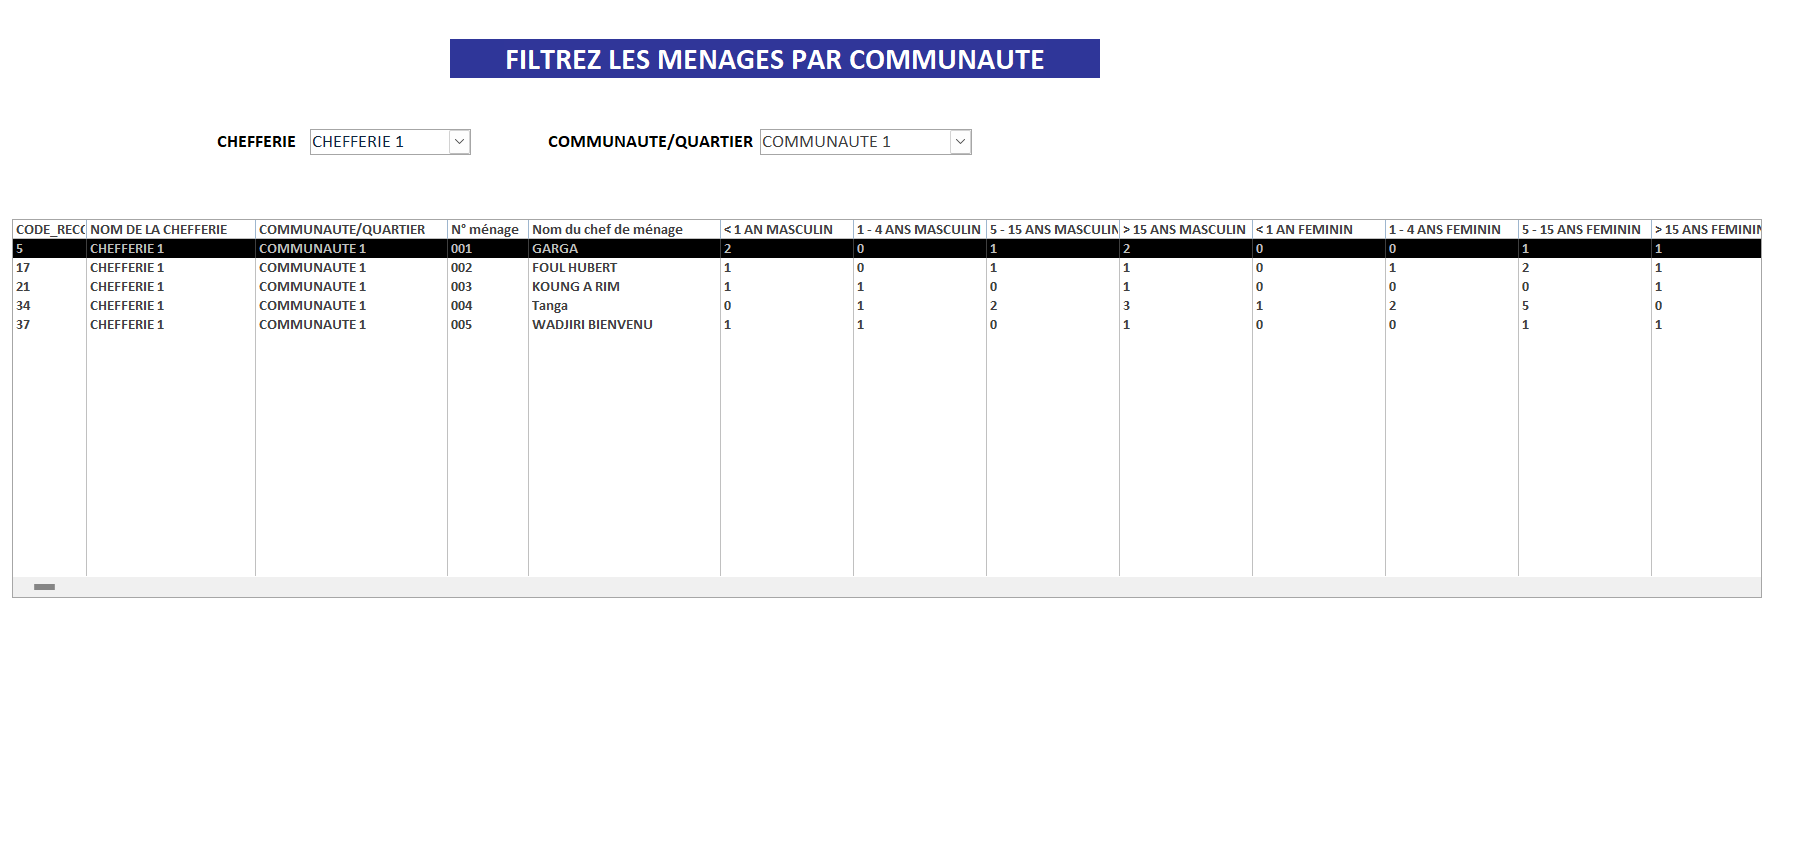 FILTREZ LES MENAGES PAR COMMUNAUTE
CHEFFERIE CHEFFERIE 1 COMMUNAUTE/QUARTIER COMMUNAUTE 1
CODE_RECO NOM DE LA CHEFFERIE COMMUNAUTE/QUARTIER N° ménage Nom du chef de ménage < 1 AN MASCULIN 1 - 4 ANS MASCULIN 5 - 15 ANS MASCULIN > 15 ANS MASCULIN < 1 AN FEMININ 1 - 4 ANS FEMININ 5 - 15 ANS FEMININ > 15 ANS FEMININ
5 CHEFFERIE 1 COMMUNAUTE 1 001 GARGA 2 0 1 2 0 0 1 1
17 CHEFFERIE 1 COMMUNAUTE 1 002 FOUL HUBERT 1 0 1 1 0 1 2 1
21 CHEFFERIE 1 COMMUNAUTE 1 003 KOUNG A RIM 1 1 0 1 0 0 0 1
34 CHEFFERIE 1 COMMUNAUTE 1 004 Tanga 0 1 2 3 1 2 5 0
37 CHEFFERIE 1 COMMUNAUTE 1 005 WADJIRI BIENVENU 1 1 0 1 0 0 1 1